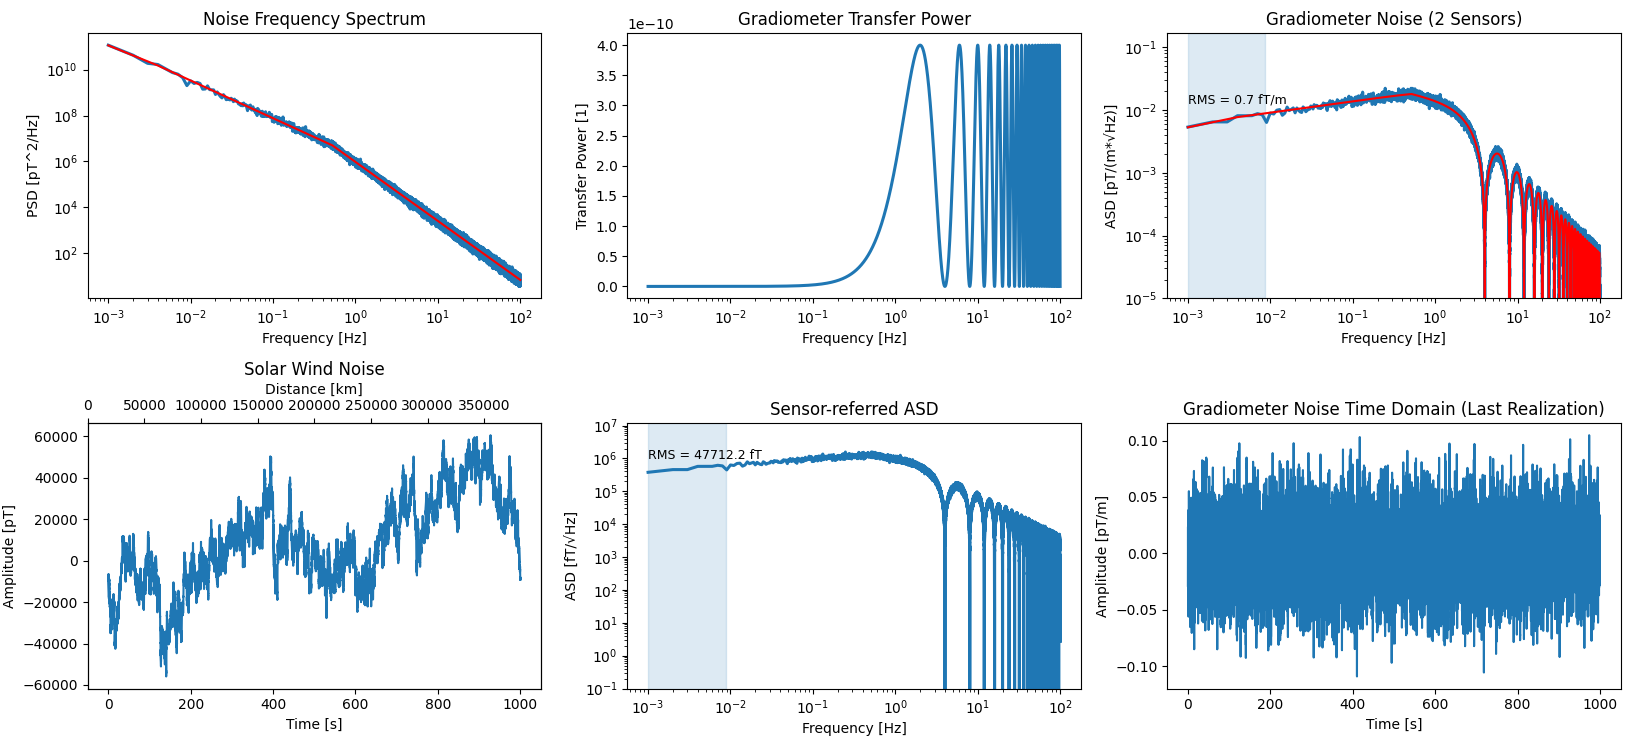 Noise Frequency Spectrum
PSD [pT^2/Hz]
10^10
10^8
10^6
10^4
10^2
10^−3 10^−2 10^−1 10^0 10^1 10^2
Frequency [Hz]
Gradiometer Transfer Power
1e−10
Transfer Power [1]
4.0
3.5
3.0
2.5
2.0
1.5
1.0
0.5
0.0
10^−3 10^−2 10^−1 10^0 10^1 10^2
Frequency [Hz]
Gradiometer Noise (2 Sensors)
ASD [pT/(m*√Hz)]
10^−1
10^−2
10^−3
10^−4
10^−5
RMS = 0.7 fT/m
10^−3 10^−2 10^−1 10^0 10^1 10^2
Frequency [Hz]
Solar Wind Noise
Distance [km]
0 50000 100000 150000 200000 250000 300000 350000
Amplitude [pT]
60000
40000
20000
0
−20000
−40000
−60000
0 200 400 600 800 1000
Time [s]
Sensor-referred ASD
ASD [fT/√Hz]
10^7
10^6
10^5
10^4
10^3
10^2
10^1
10^0
10^−1
RMS = 47712.2 fT
10^−3 10^−2 10^−1 10^0 10^1 10^2
Frequency [Hz]
Gradiometer Noise Time Domain (Last Realization)
Amplitude [pT/m]
0.10
0.05
0.00
−0.05
−0.10
0 200 400 600 800 1000
Time [s]